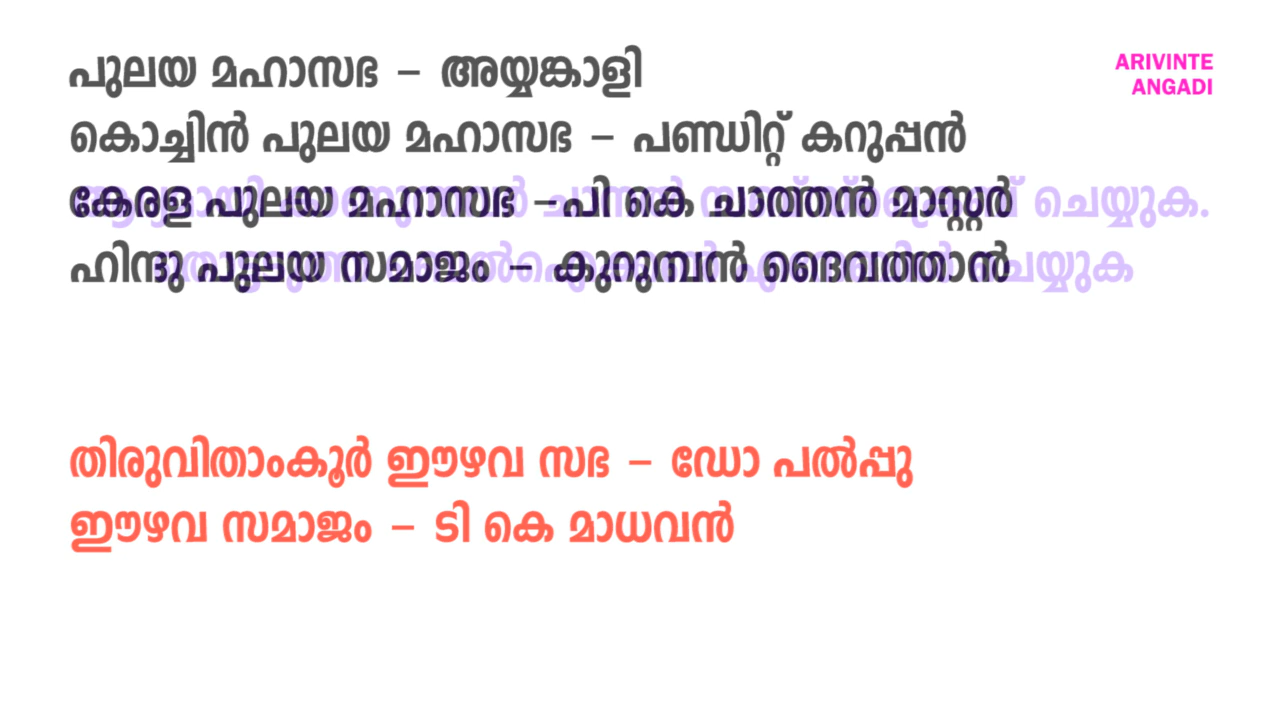 പുലയ മഹാസഭ – അയ്യങ്കാളി
ARIVINTE
ANGADI
കൊച്ചിൻ പുലയ മഹാസഭ – പണ്ഡിറ്റ് കറുപ്പൻ
കേരള പുലയ മഹാസഭ –പി കെ ചാത്തൻ മാസ്റ്റർ
ചെയ്യുക.
ഹിന്ദു പുലയ സമാജം – കുറുമ്പൻ ദൈവത്താൻ
ചെയ്യുക
തിരുവിതാംകൂർ ഈഴവ സഭ – ഡോ പൽപ്പു
ഈഴവ സമാജം – ടി കെ മാധവൻ